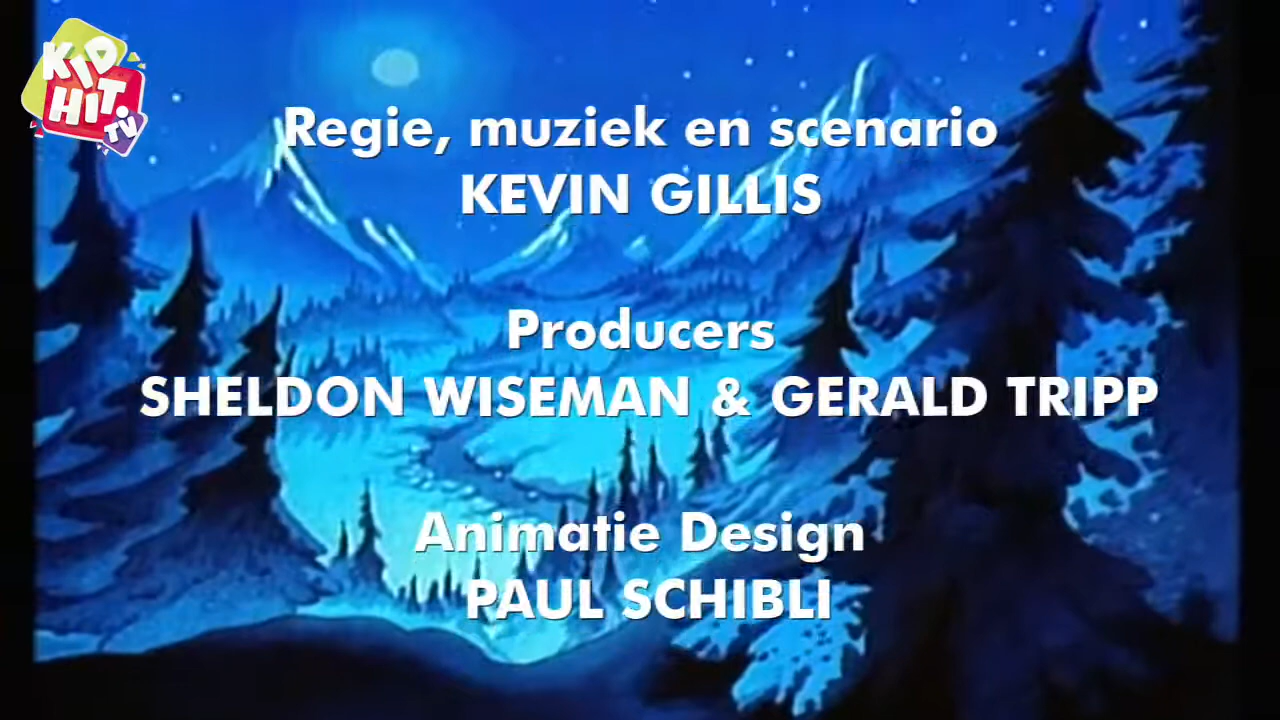 KID
HIT.
TV
Regie, muziek en scenario
KEVIN GILLIS
Producers
SHELDON WISEMAN & GERALD TRIPP
Animatie Design
PAUL SCHIBLI